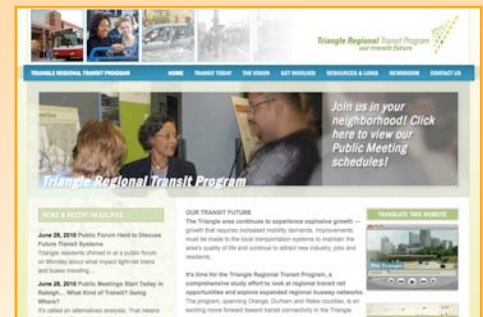 Triangle Regional Transit Program
our transit future
TRIANGLE REGIONAL TRANSIT PROGRAM
HOME TRANSIT TODAY THE VISION GET INVOLVED RESOURCES & LINKS NEWSROOM CONTACT US
Join us in your
neighborhood! Click
here to view our
Public Meeting
schedules!
Triangle Regional Transit Program
NEWS & RECENT HEADLINES
June 28, 2010 Public Forum Held to Discuss
Future Transit Systems
Triangle residents chimed in at a public forum
on Monday about what impact light-rail trains
and buses traveling
June 28, 2010 Public Meetings Start Today in
Raleigh... What Kind of Transit? Going
Where?
It's called an alternatives analysis. That means
OUR TRANSIT FUTURE
The Triangle area continues to experience explosive growth —
growth that requires increased mobility demands. Improvements
must be made to the local transportation systems to maintain the
area's quality of life and continue to attract new industry jobs and
residents.
It's time for the Triangle Regional Transit Program, a
comprehensive study effort to look at regional transit rail
opportunities and explore expanded regional busway networks.
The program, spanning Orange, Durham and Wake counties, is an
exciting move forward toward transit connectivity in the Triangle
TRANSLATE THIS WEBSITE